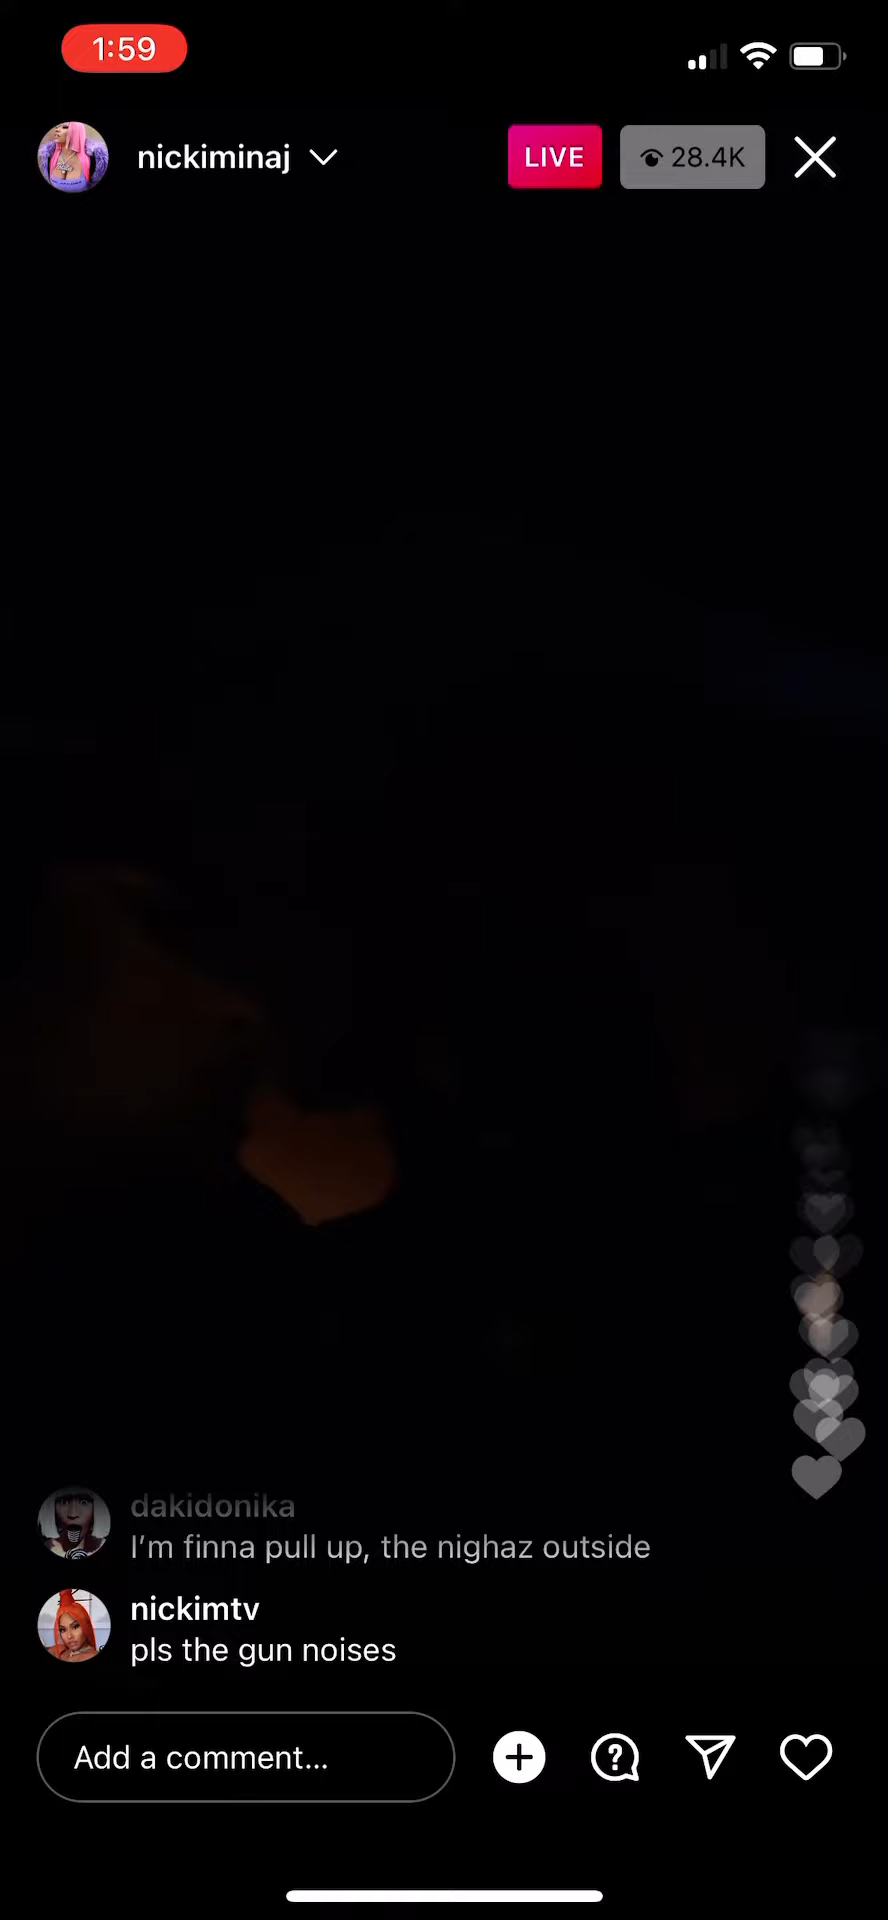 1:59
nickiminaj
LIVE
28.4K
dakidonika
I’m finna pull up, the nighaz outside
nickimtv
pls the gun noises
Add a comment...